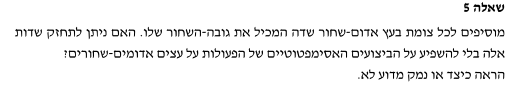 שאלה 5
מוסיפים לכל צומת בעץ אדום-שחור שדה המכיל את גובה-השחור שלו. האם ניתן לתחזק שדות
אלה בלי להשפיע על הביצועים האסימפטוטיים של הפעולות על עצים אדומים-שחורים?
הראה כיצד או נמק מדוע לא.